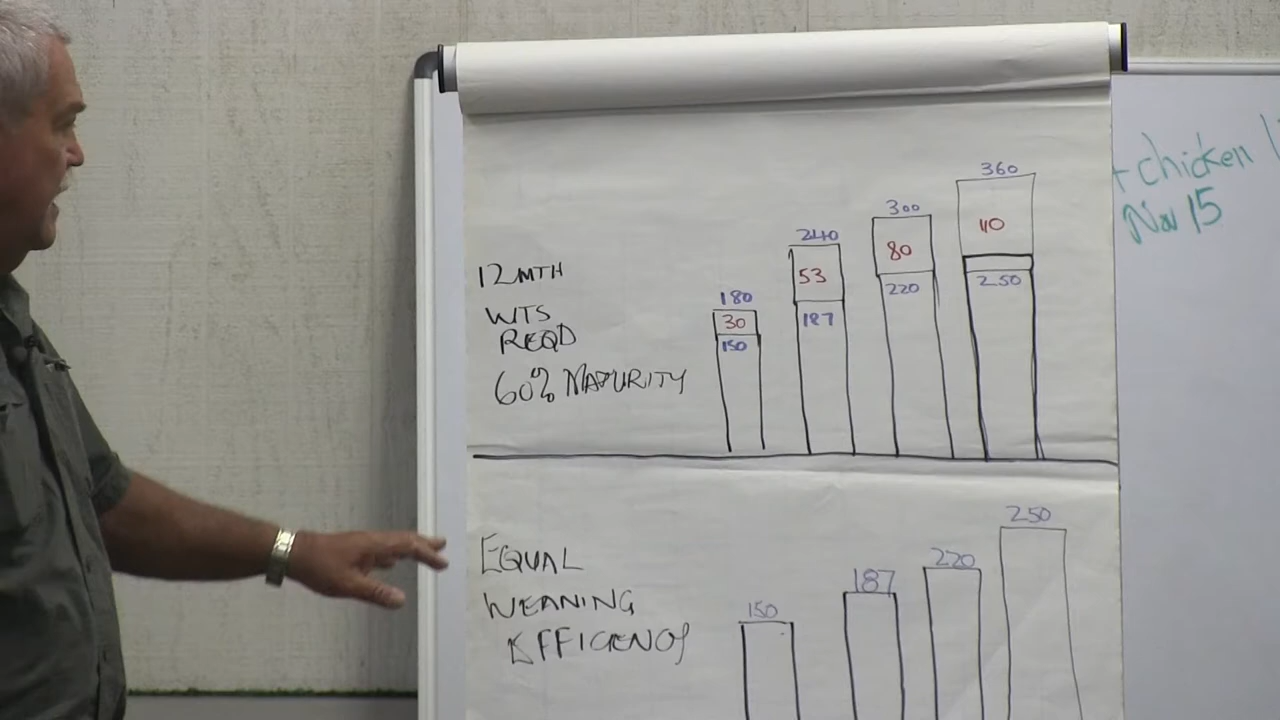 360
300
240
180
110
80
53
30
250
220
187
150
12 MTH
WTS
REQD
60% MATURITY
+ chicken
Nov 15
250
220
187
150
EQUAL
WEANING
EFFICENCY